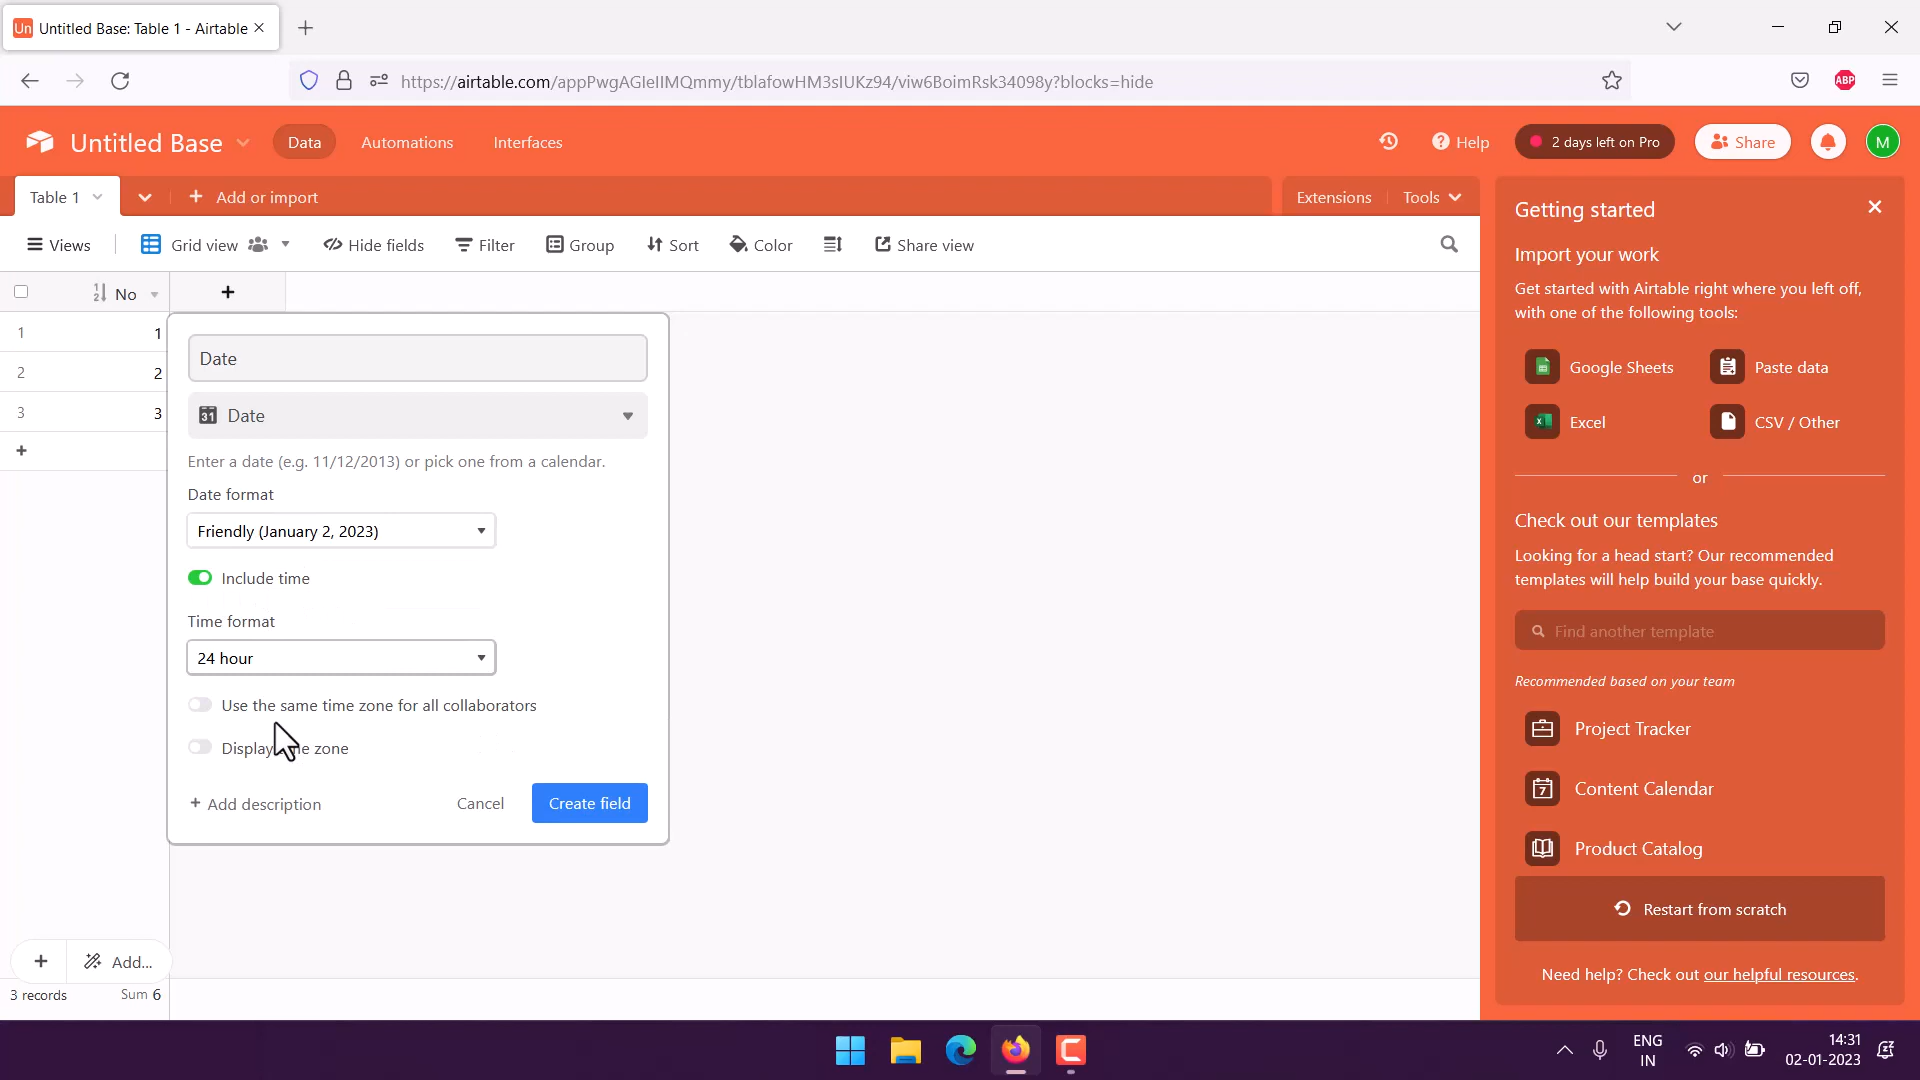 Un Untitled Base: Table 1 - Airtable
https://airtable.com/appPwgAGIeIIMQmmy/tblafowHM3sIUKz94/viw6BoimRsk34098y?blocks=hide
ABP
Untitled Base
Data
Automations
Interfaces
Help
2 days left on Pro
Share
M
Table 1
Add or import
Extensions
Tools
Views
Grid view
Hide fields
Filter
Group
Sort
Color
Share view
No
1 1
2 2
3 3
Date
31 Date
Enter a date (e.g. 11/12/2013) or pick one from a calendar.
Date format
Friendly (January 2, 2023)
Include time
Time format
24 hour
Use the same time zone for all collaborators
Display zone
+ Add description
Cancel
Create field
Add...
3 records
Sum 6
Getting started
Import your work
Get started with Airtable right where you left off,
with one of the following tools:
Google Sheets
Paste data
Excel
CSV / Other
or
Check out our templates
Looking for a head start? Our recommended
templates will help build your base quickly.
Find another template
Recommended based on your team
Project Tracker
7 Content Calendar
Product Catalog
Restart from scratch
Need help? Check out our helpful resources.
ENG
IN
14:31
02-01-2023